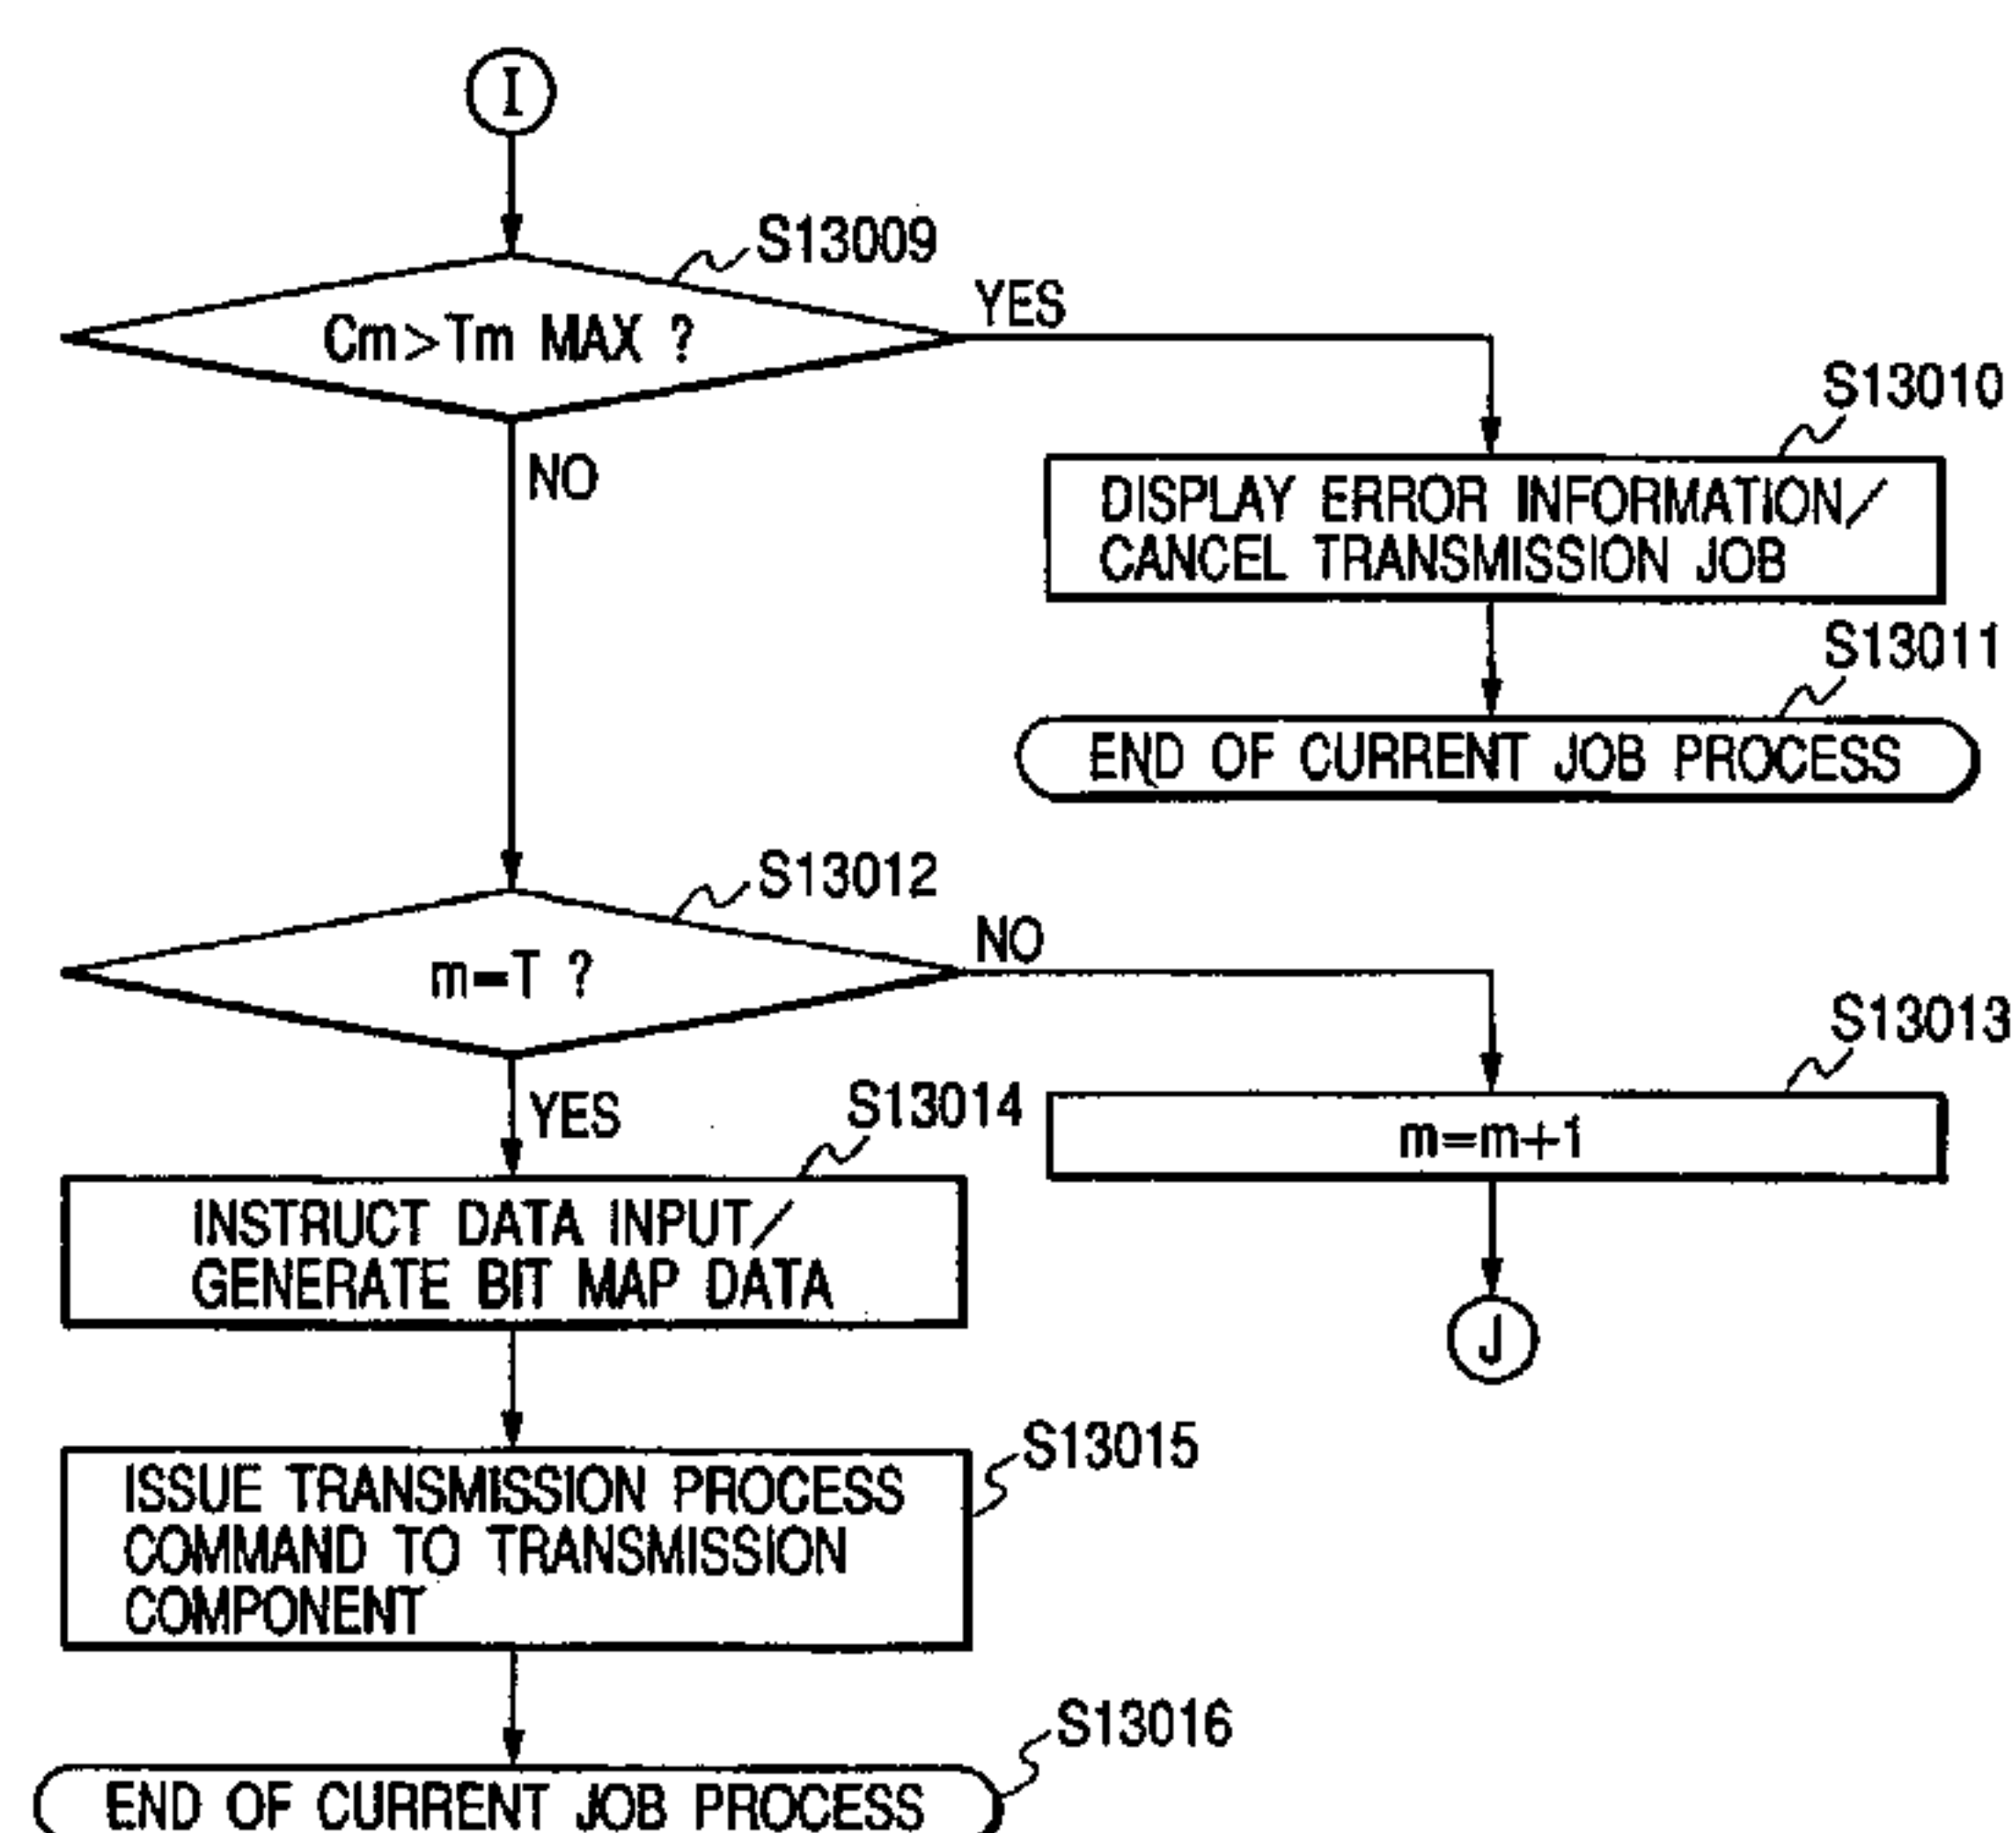 I
S13009
Cm>Tm MAX ?
YES
NO
S13010
DISPLAY ERROR INFORMATION/
CANCEL TRANSMISSION JOB
S13011
END OF CURRENT JOB PROCESS
S13012
m=T ?
NO
YES
S13013
m=m+1
J
S13014
INSTRUCT DATA INPUT/
GENERATE BIT MAP DATA
S13015
ISSUE TRANSMISSION PROCESS
COMMAND TO TRANSMISSION
COMPONENT
S13016
END OF CURRENT JOB PROCESS